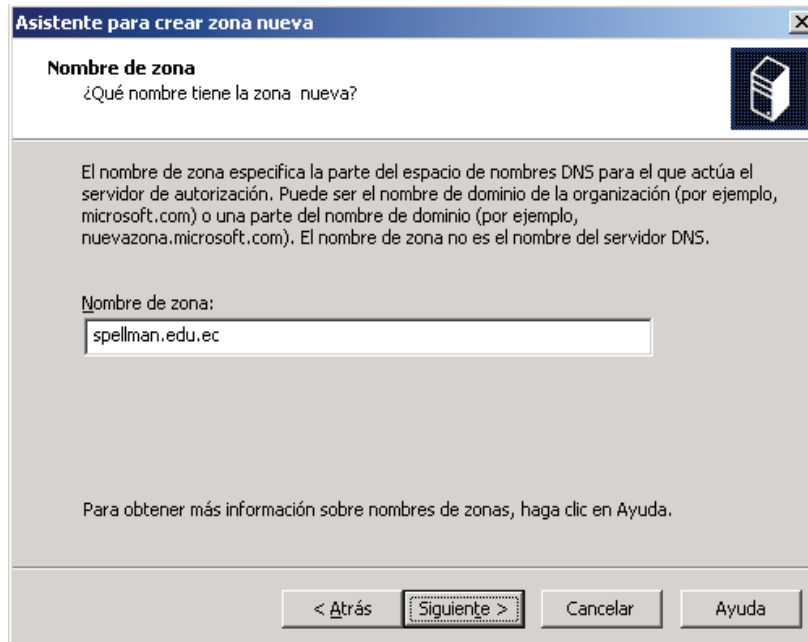 Asistente para crear zona nueva
Nombre de zona
¿Qué nombre tiene la zona nueva?
El nombre de zona especifica la parte del espacio de nombres DNS para el que actúa el
servidor de autorización. Puede ser el nombre de dominio de la organización (por ejemplo,
microsoft.com) o una parte del nombre de dominio (por ejemplo,
nuevazona.microsoft.com). El nombre de zona no es el nombre del servidor DNS.
Nombre de zona:
spellman.edu.ec
Para obtener más información sobre nombres de zonas, haga clic en Ayuda.
< Atrás Siguiente > Cancelar Ayuda